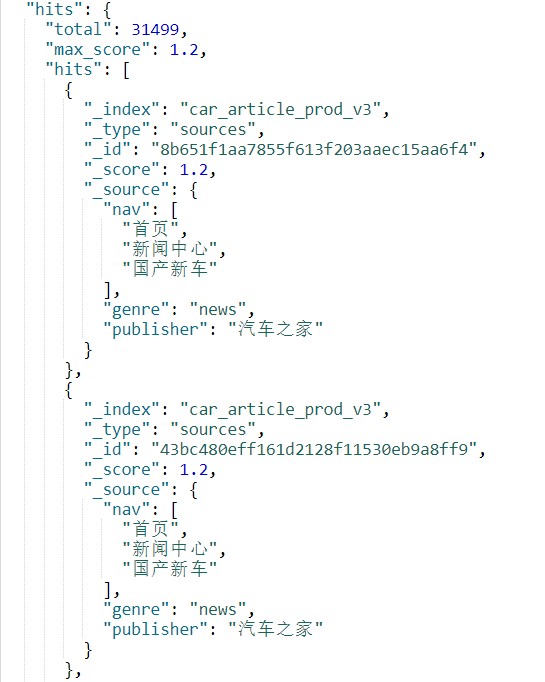 "hits": {
"total": 31499,
"max_score": 1.2,
"hits": [
{
"_index": "car_article_prod_v3",
"_type": "sources",
"_id": "8b651f1aa7855f613f203aaec15aa6f4",
"_score": 1.2,
"_source": {
"nav": [
"首页",
"新闻中心",
"国产新车"
],
"genre": "news",
"publisher": "汽车之家"
}
},
{
"_index": "car_article_prod_v3",
"_type": "sources",
"_id": "43bc480eff161d2128f11530eb9a8ff9",
"_score": 1.2,
"_source": {
"nav": [
"首页",
"新闻中心",
"国产新车"
],
"genre": "news",
"publisher": "汽车之家"
}
},